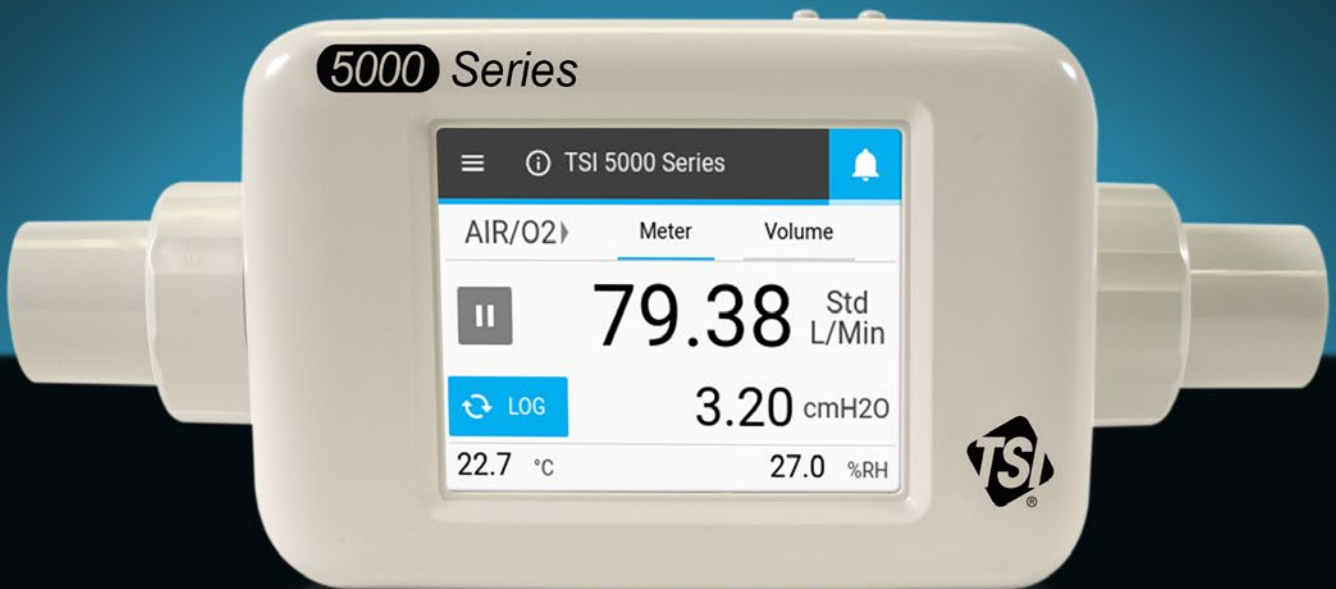 5000 Series
TSI 5000 Series
AIR/O2 Meter Volume
79.38 Std
L/Min
LOG 3.20 cmH2O
22.7 °C 27.0 %RH
TSI
®